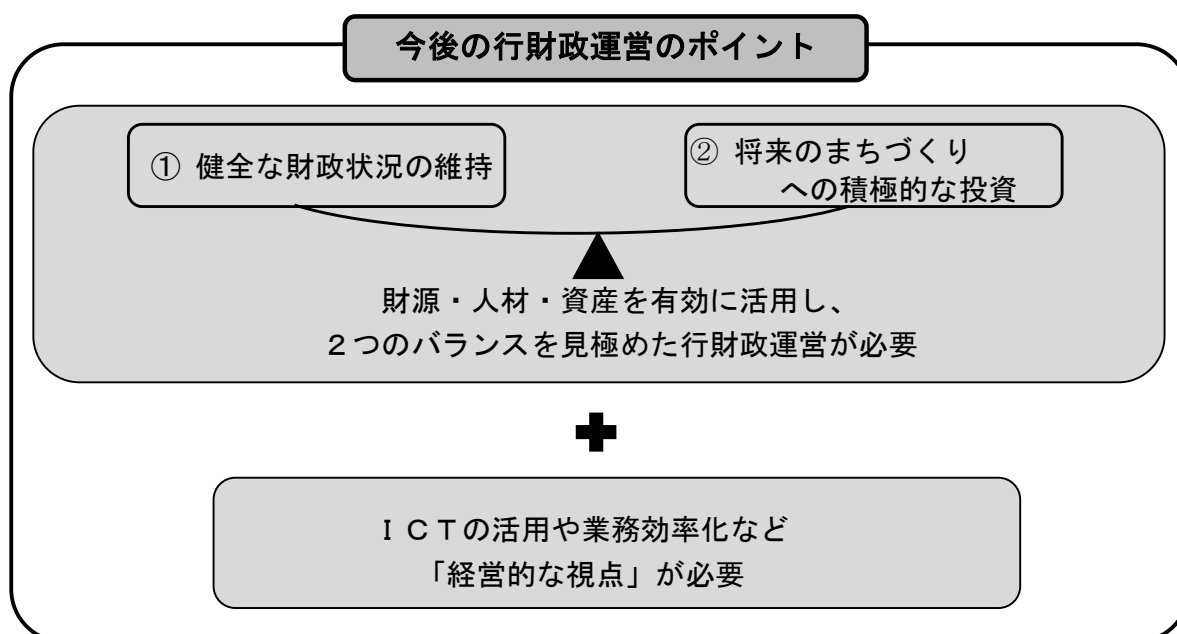 今後の行財政運営のポイント
① 健全な財政状況の維持
② 将来のまちづくり
への積極的な投資
財源・人材・資産を有効に活用し、
２つのバランスを見極めた行財政運営が必要
ＩＣＴの活用や業務効率化など
「経営的な視点」が必要